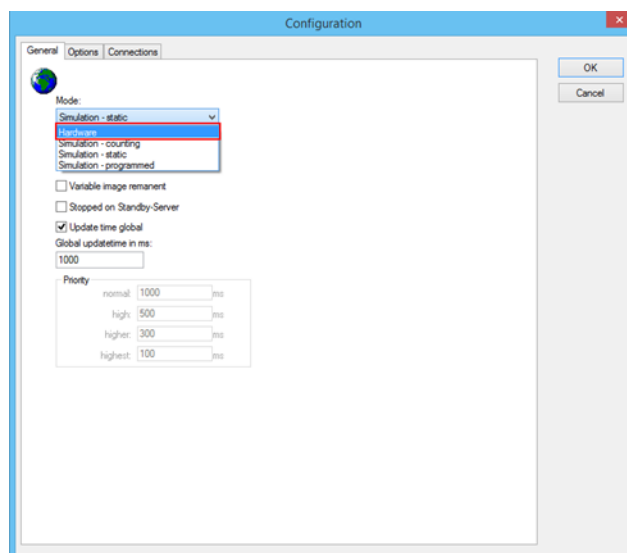 Configuration
General Options Connections
OK
Cancel
Mode:
Simulation - static
Hardware
Simulation - counting
Simulation - static
Simulation - programmed
Variable image remanent
Stopped on Standby-Server
Update time global
Global updatetime in ms:
1000
Priority
normal: 1000 ms
high: 500 ms
higher: 300 ms
highest: 100 ms